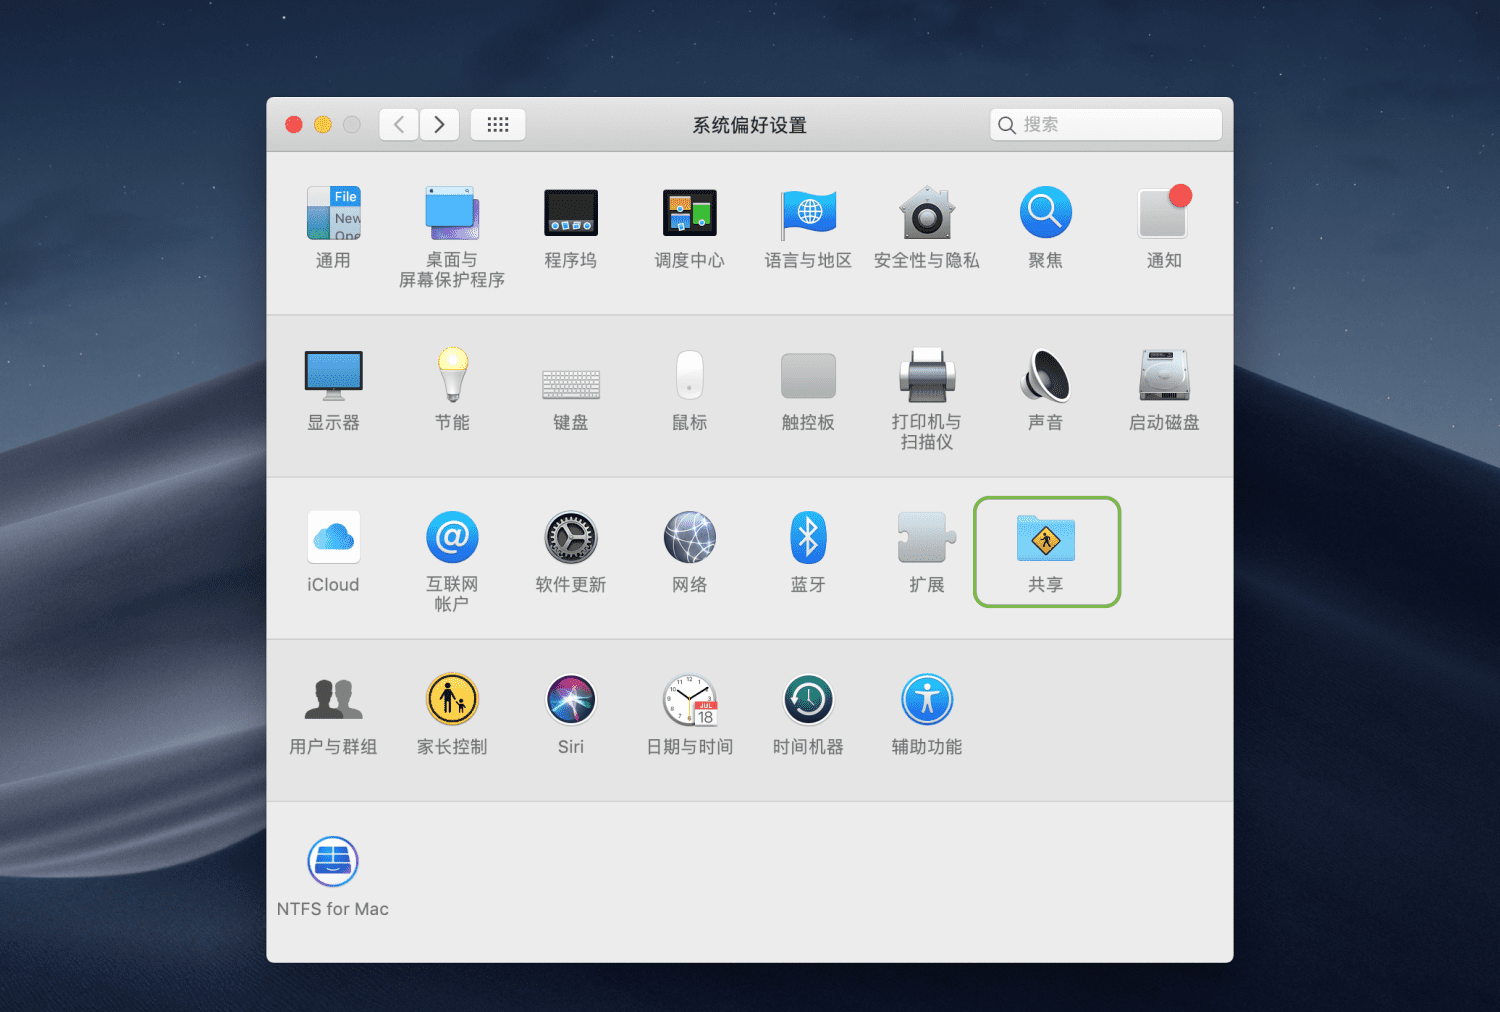 系统偏好设置
搜索
File
New
Ope
通用
桌面与
屏幕保护程序
程序坞
调度中心
语言与地区
安全性与隐私
聚焦
通知
显示器
节能
键盘
鼠标
触控板
打印机与
扫描仪
声音
启动磁盘
iCloud
@
互联网
帐户
软件更新
网络
蓝牙
扩展
共享
JUL
18
用户与群组
家长控制
Siri
日期与时间
时间机器
辅助功能
NTFS for Mac